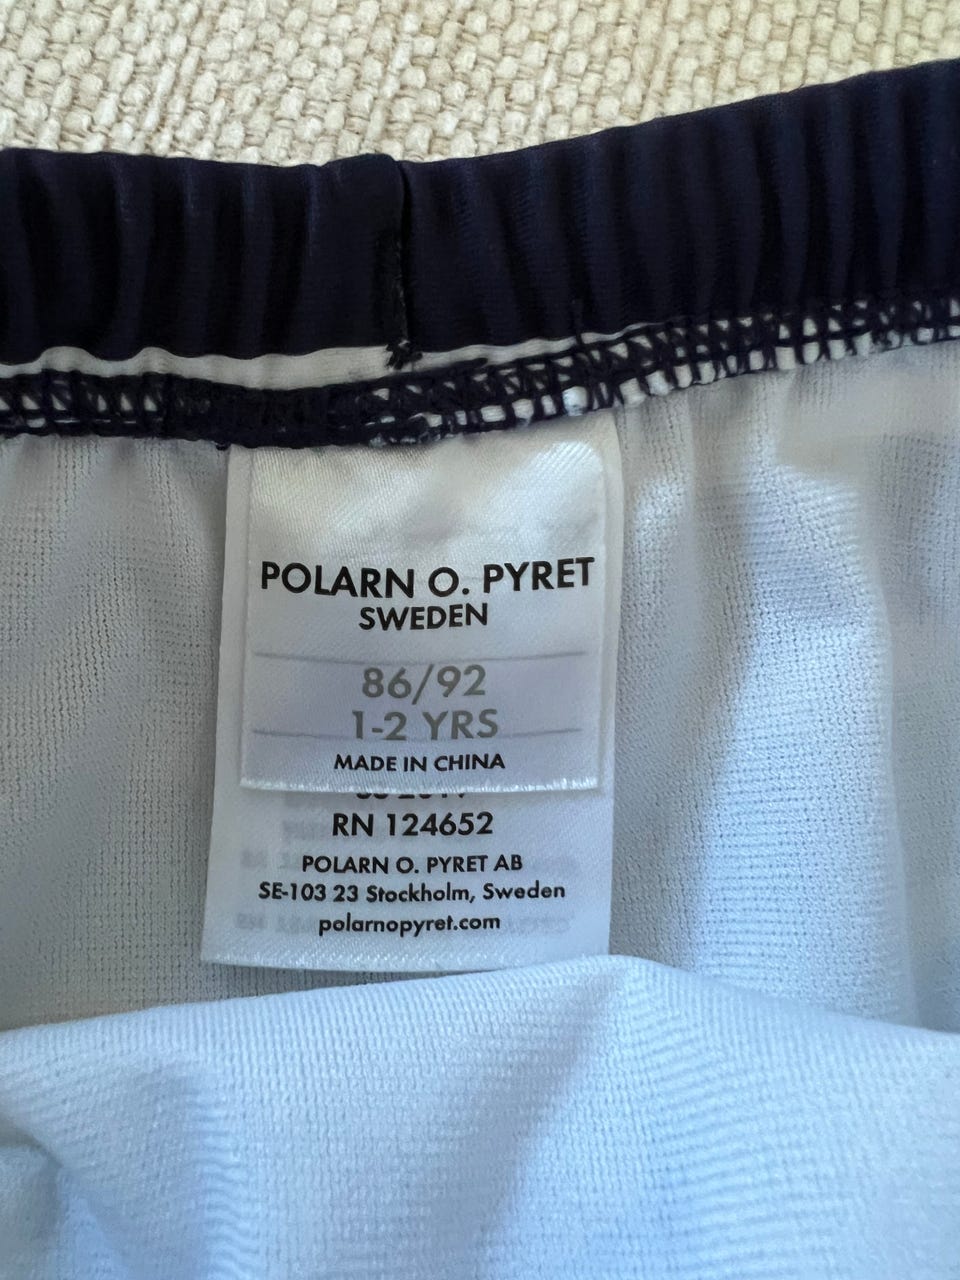 POLARN O. PYRET
SWEDEN
86/92
1-2 YRS
MADE IN CHINA
RN 124652
POLARN O. PYRET AB
SE-103 23 Stockholm, Sweden
polarnopyret.com